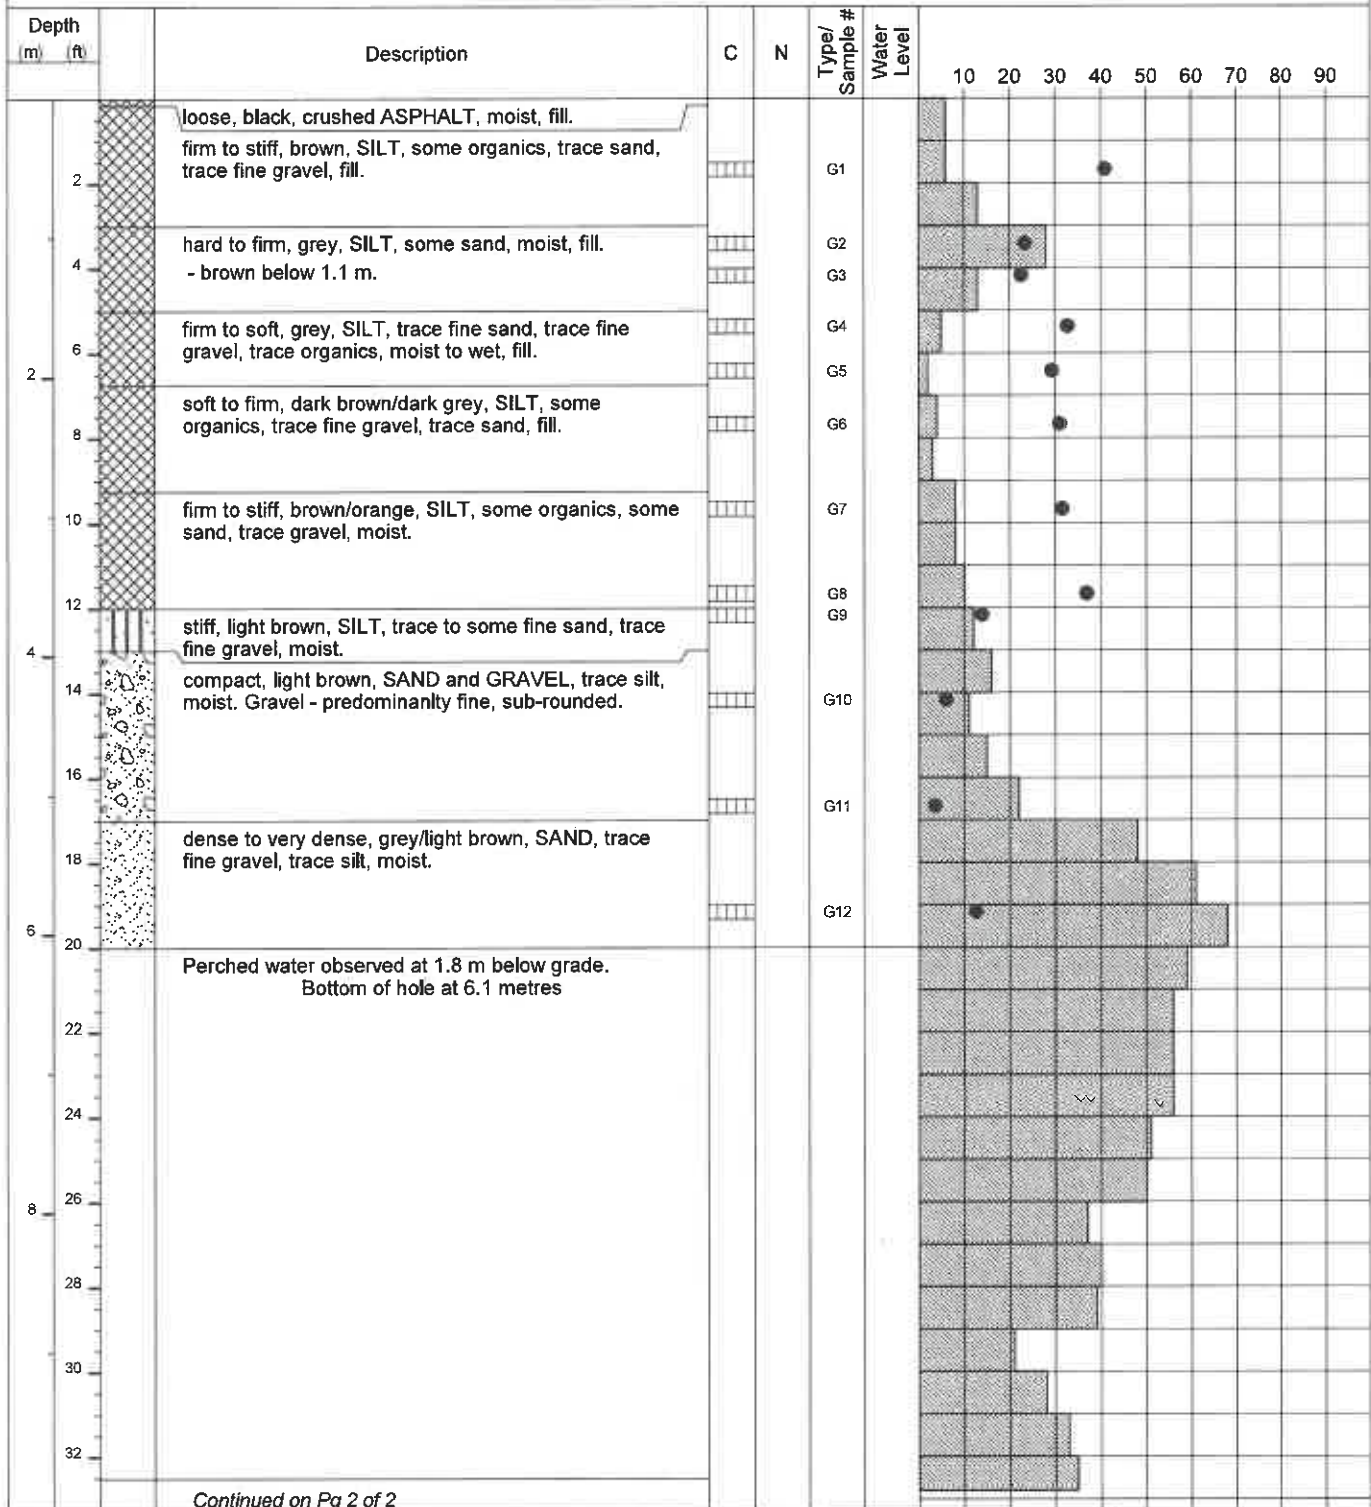 Depth
(m) (ft)
Description
C
N
Type/
Sample #
Water
Level
10 20 30 40 50 60 70 80 90
loose, black, crushed ASPHALT, moist, fill.
firm to stiff, brown, SILT, some organics, trace sand,
trace fine gravel, fill.
G1
2
hard to firm, grey, SILT, some sand, moist, fill.
G2
4
- brown below 1.1 m.
G3
firm to soft, grey, SILT, trace fine sand, trace fine
gravel, trace organics, moist to wet, fill.
G4
6
2
G5
soft to firm, dark brown/dark grey, SILT, some
organics, trace fine gravel, trace sand, fill.
G6
8
firm to stiff, brown/orange, SILT, some organics, some
sand, trace gravel, moist.
G7
10
G8
12
G9
stiff, light brown, SILT, trace to some fine sand, trace
fine gravel, moist.
4
compact, light brown, SAND and GRAVEL, trace silt,
moist. Gravel - predominanlty fine, sub-rounded.
14
G10
16
G11
dense to very dense, grey/light brown, SAND, trace
fine gravel, trace silt, moist.
18
G12
6
20
Perched water observed at 1.8 m below grade.
Bottom of hole at 6.1 metres
22
24
26
8
28
30
32
Continued on Pg 2 of 2